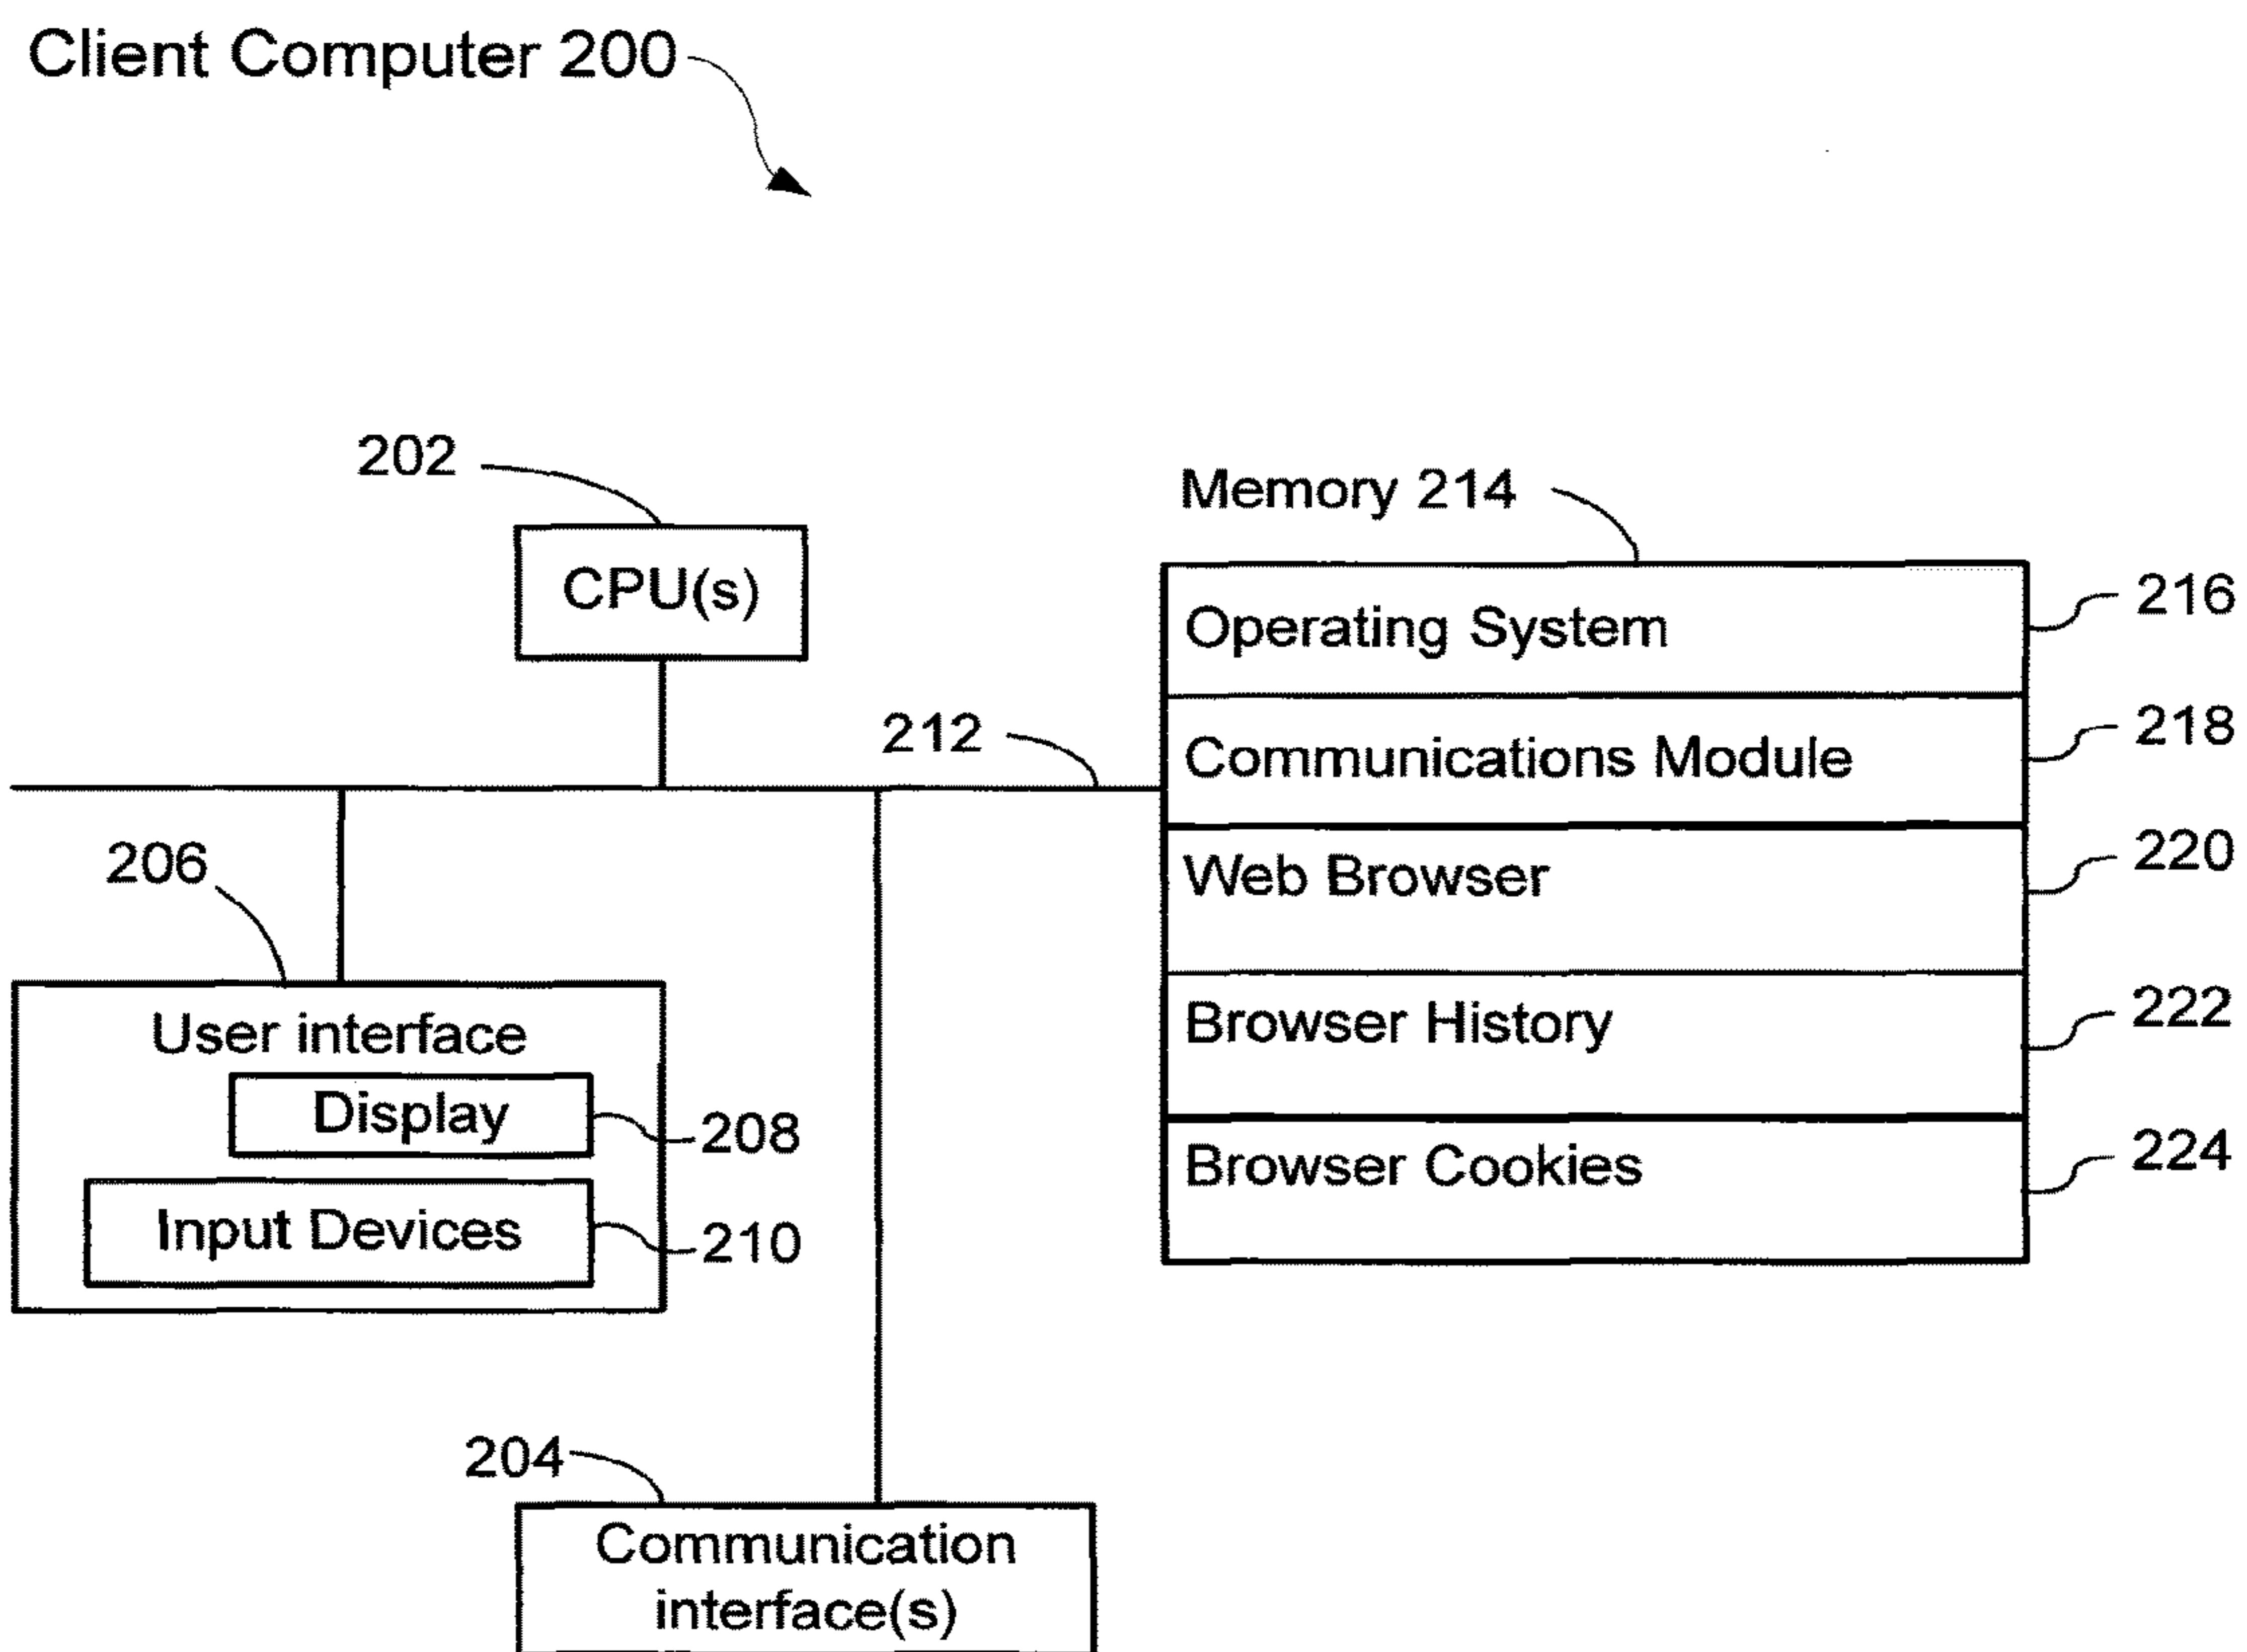 Client Computer 200
202
CPU(s)
212
206
User interface
Display
208
Input Devices
210
204
Communication
interface(s)
Memory 214
Operating System
216
Communications Module
218
Web Browser
220
Browser History
222
Browser Cookies
224